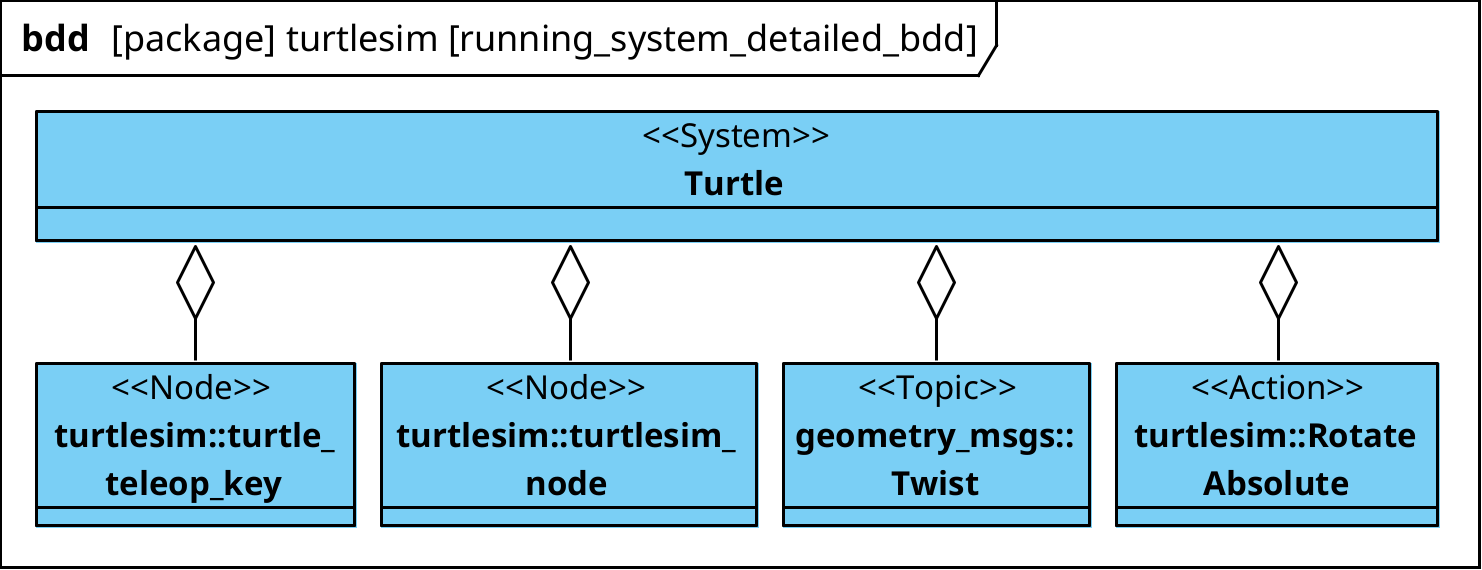 bdd [package] turtlesim [running_system_detailed_bdd]
<<System>>
Turtle
<<Node>>
turtlesim::turtle_
teleop_key
<<Node>>
turtlesim::turtlesim_
node
<<Topic>>
geometry_msgs::
Twist
<<Action>>
turtlesim::Rotate
Absolute